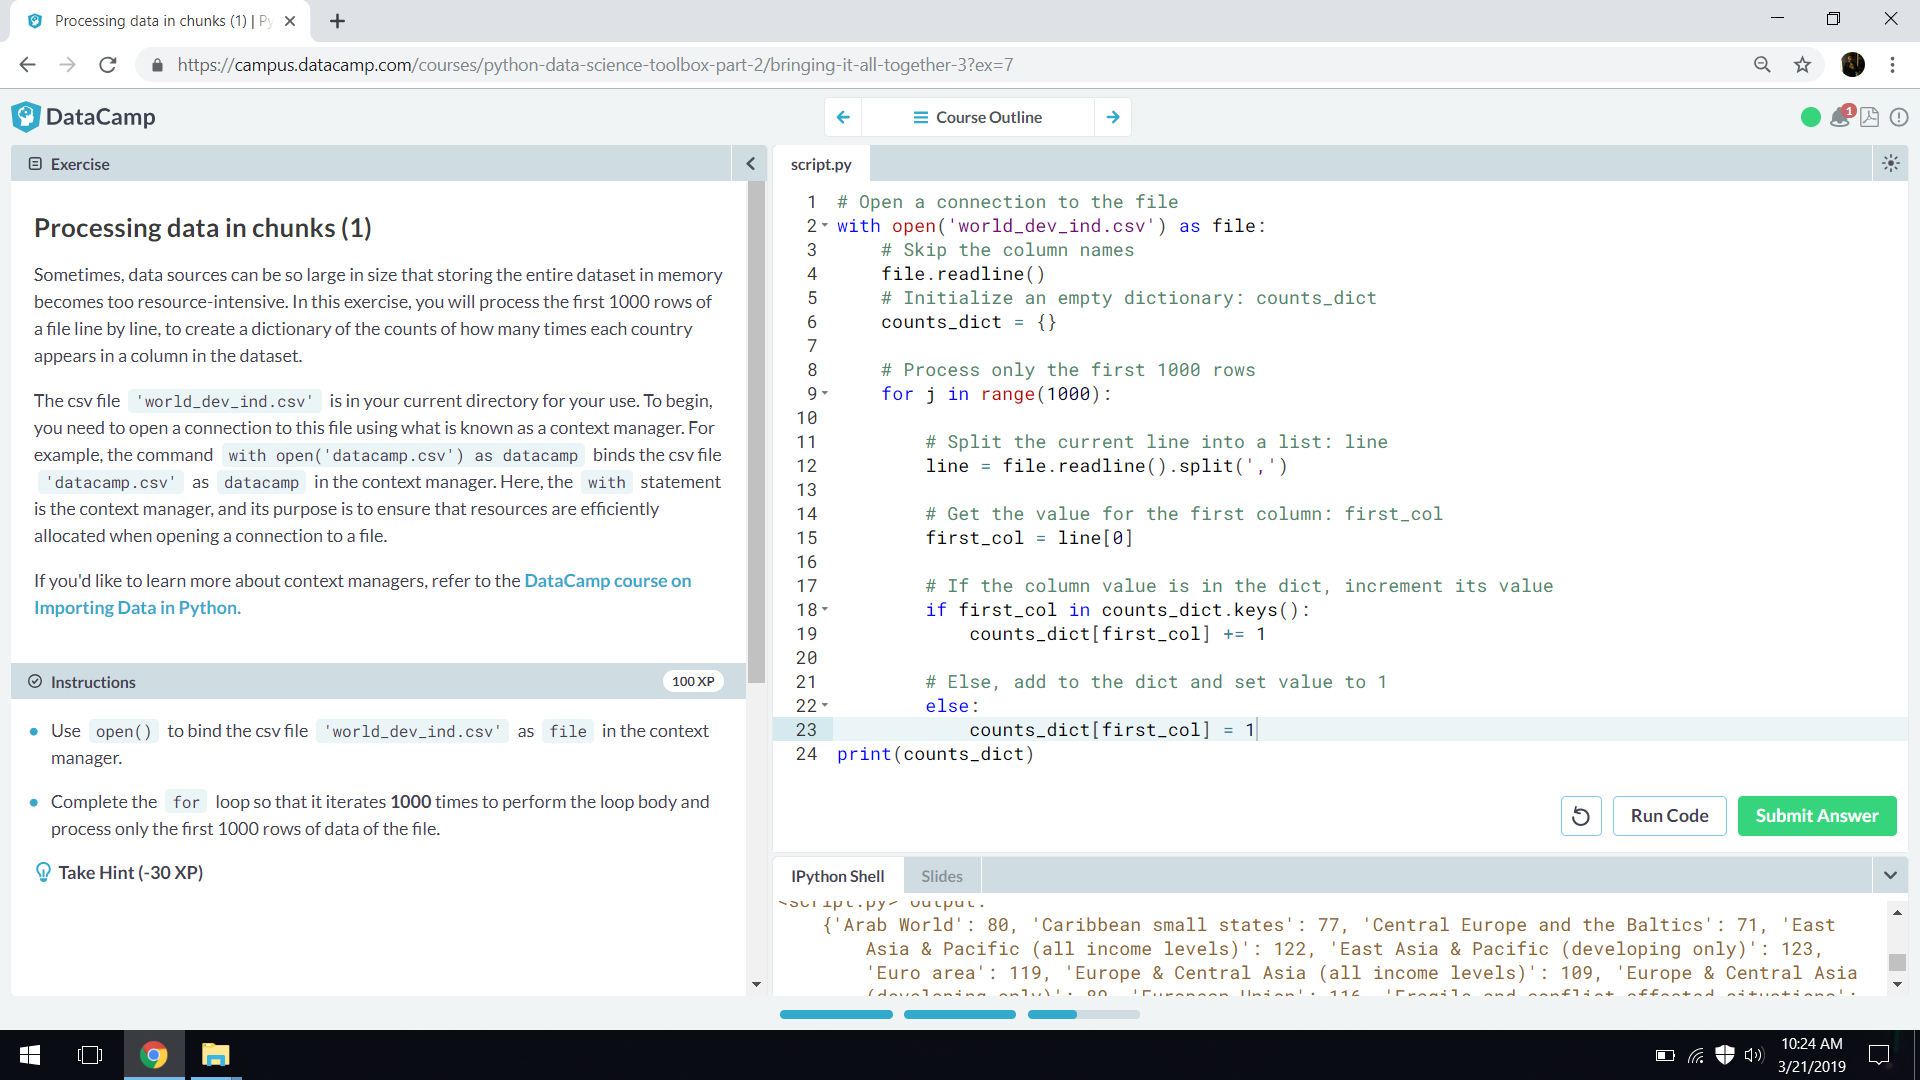 Processing data in chunks (1) | Py
https://campus.datacamp.com/courses/python-data-science-toolbox-part-2/bringing-it-all-together-3?ex=7
DataCamp
Course Outline
1
Exercise
script.py
Processing data in chunks (1)
Sometimes, data sources can be so large in size that storing the entire dataset in memory
becomes too resource-intensive. In this exercise, you will process the first 1000 rows of
a file line by line, to create a dictionary of the counts of how many times each country
appears in a column in the dataset.
The csv file 'world_dev_ind.csv' is in your current directory for your use. To begin,
you need to open a connection to this file using what is known as a context manager. For
example, the command with open('datacamp.csv') as datacamp binds the csv file
'datacamp.csv' as datacamp in the context manager. Here, the with statement
is the context manager, and its purpose is to ensure that resources are efficiently
allocated when opening a connection to a file.
If you'd like to learn more about context managers, refer to the DataCamp course on
Importing Data in Python.
Instructions
100 XP
Use open() to bind the csv file 'world_dev_ind.csv' as file in the context
manager.
Complete the for loop so that it iterates 1000 times to perform the loop body and
process only the first 1000 rows of data of the file.
Take Hint (-30 XP)
1 # Open a connection to the file
2 with open('world_dev_ind.csv') as file:
3     # Skip the column names
4     file.readline()
5     # Initialize an empty dictionary: counts_dict
6     counts_dict = {}
7
8     # Process only the first 1000 rows
9     for j in range(1000):
10
11         # Split the current line into a list: line
12         line = file.readline().split(',')
13
14         # Get the value for the first column: first_col
15         first_col = line[0]
16
17         # If the column value is in the dict, increment its value
18         if first_col in counts_dict.keys():
19             counts_dict[first_col] += 1
20
21         # Else, add to the dict and set value to 1
22         else:
23             counts_dict[first_col] = 1
24 print(counts_dict)
Run Code
Submit Answer
IPython Shell
Slides
<script.py> output:
{'Arab World': 80, 'Caribbean small states': 77, 'Central Europe and the Baltics': 71, 'East
Asia & Pacific (all income levels)': 122, 'East Asia & Pacific (developing only)': 123,
'Euro area': 119, 'Europe & Central Asia (all income levels)': 109, 'Europe & Central Asia
(developing only)': 89, 'European Union': 116, 'Fragile and conflict affected situations':
10:24 AM
3/21/2019